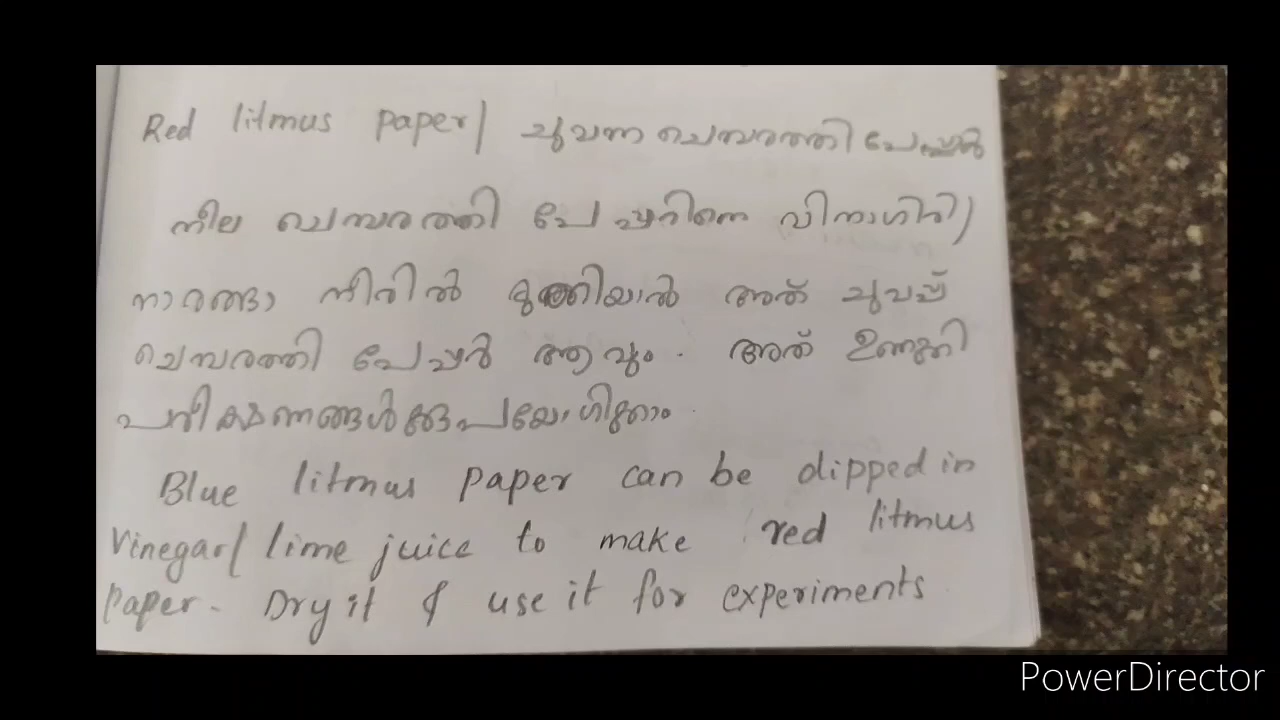 Red litmus paper/ ചുവന്ന ചെമ്പരത്തി പേപ്പർ
നീല ചെമ്പരത്തി പേപ്പറിനെ വിനാഗിരി/
നാരങ്ങാ നീരിൽ മുക്കിയാൽ അത് ചുവപ്പ്
ചെമ്പരത്തി പേപ്പർ ആവും. അത് ഉണക്കി
പരീക്ഷണങ്ങൾക്കുപയോഗിക്കാം.
Blue litmus paper can be dipped in
Vinegar/ lime juice to make red litmus
paper. Dry it & use it for experiments
PowerDirector